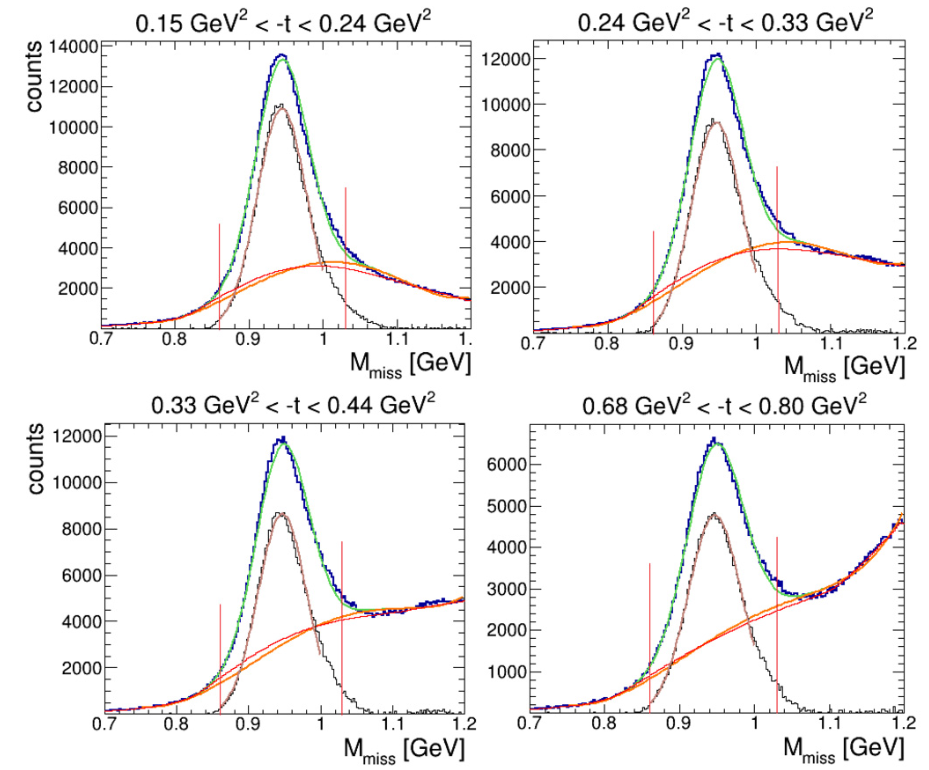 0.15 GeV² < -t < 0.24 GeV²
counts
14000
12000
10000
8000
6000
4000
2000
0.7 0.8 0.9 1 1.1 1.
M_miss [GeV]
0.24 GeV² < -t < 0.33 GeV²
12000
10000
8000
6000
4000
2000
0.7 0.8 0.9 1 1.1 1.2
M_miss [GeV]
0.33 GeV² < -t < 0.44 GeV²
counts
12000
10000
8000
6000
4000
2000
0.7 0.8 0.9 1 1.1 1.2
M_miss [GeV]
0.68 GeV² < -t < 0.80 GeV²
6000
5000
4000
3000
2000
1000
0.7 0.8 0.9 1 1.1 1.2
M_miss [GeV]